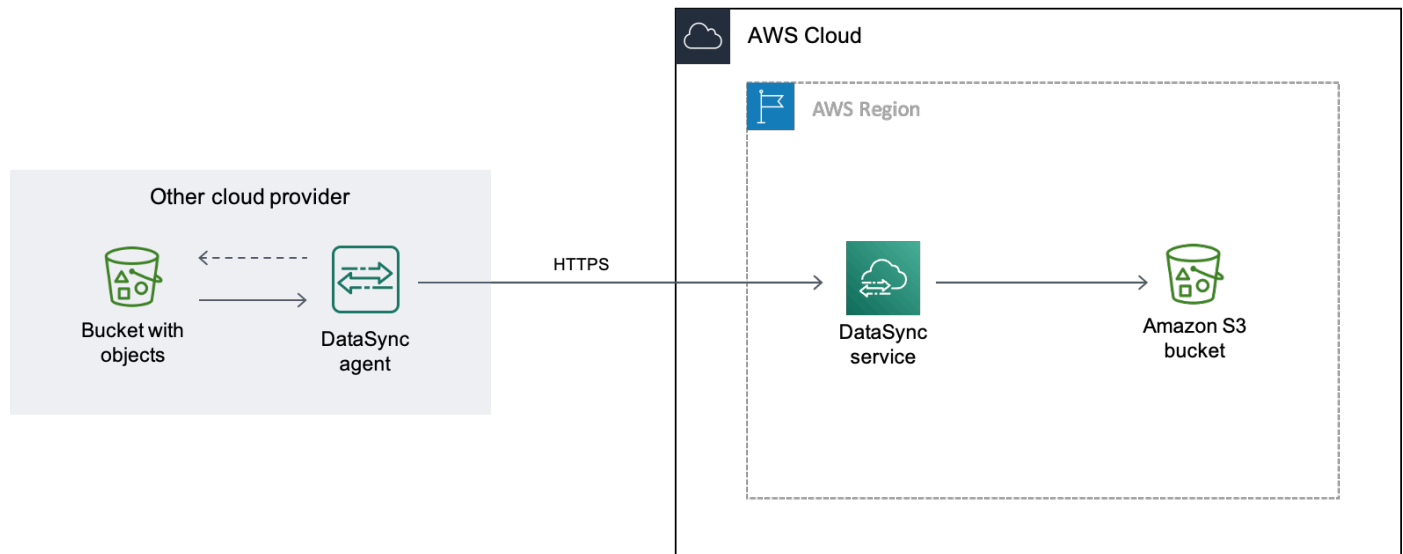 AWS Cloud
AWS Region
Other cloud provider
HTTPS
Bucket with
objects
DataSync
agent
DataSync
service
Amazon S3
bucket